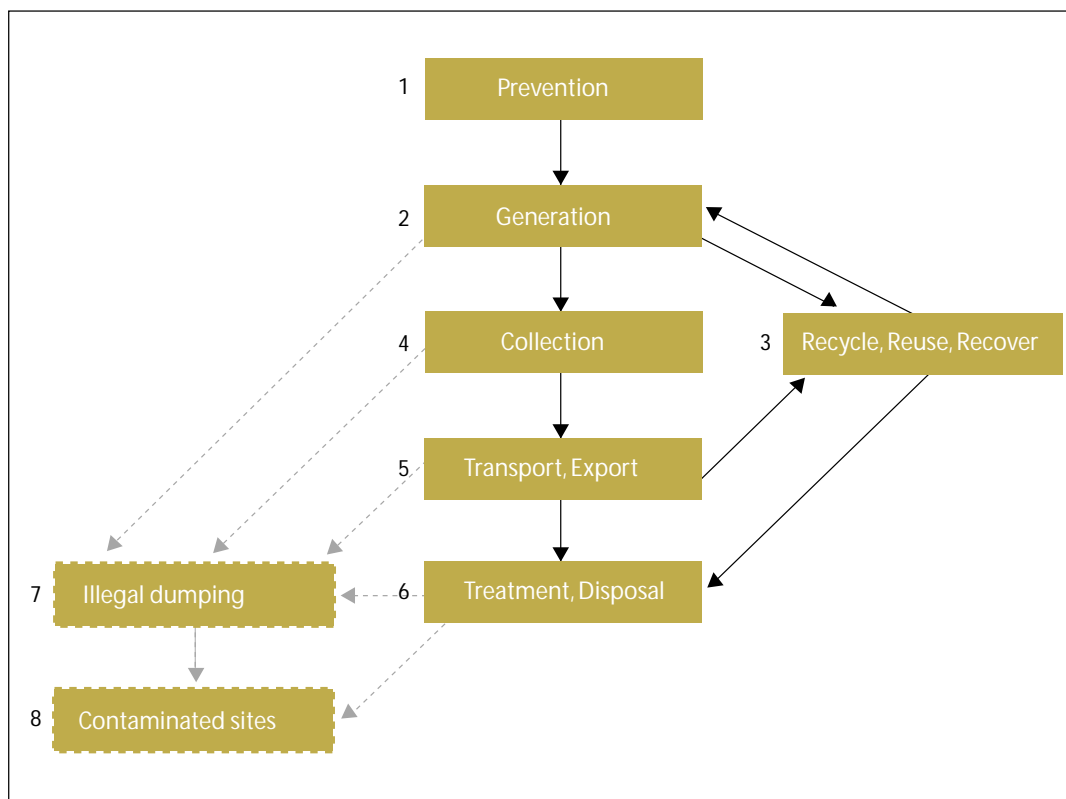 1 Prevention
2 Generation
4 Collection
3 Recycle, Reuse, Recover
5 Transport, Export
6 Treatment, Disposal
7 Illegal dumping
8 Contaminated sites